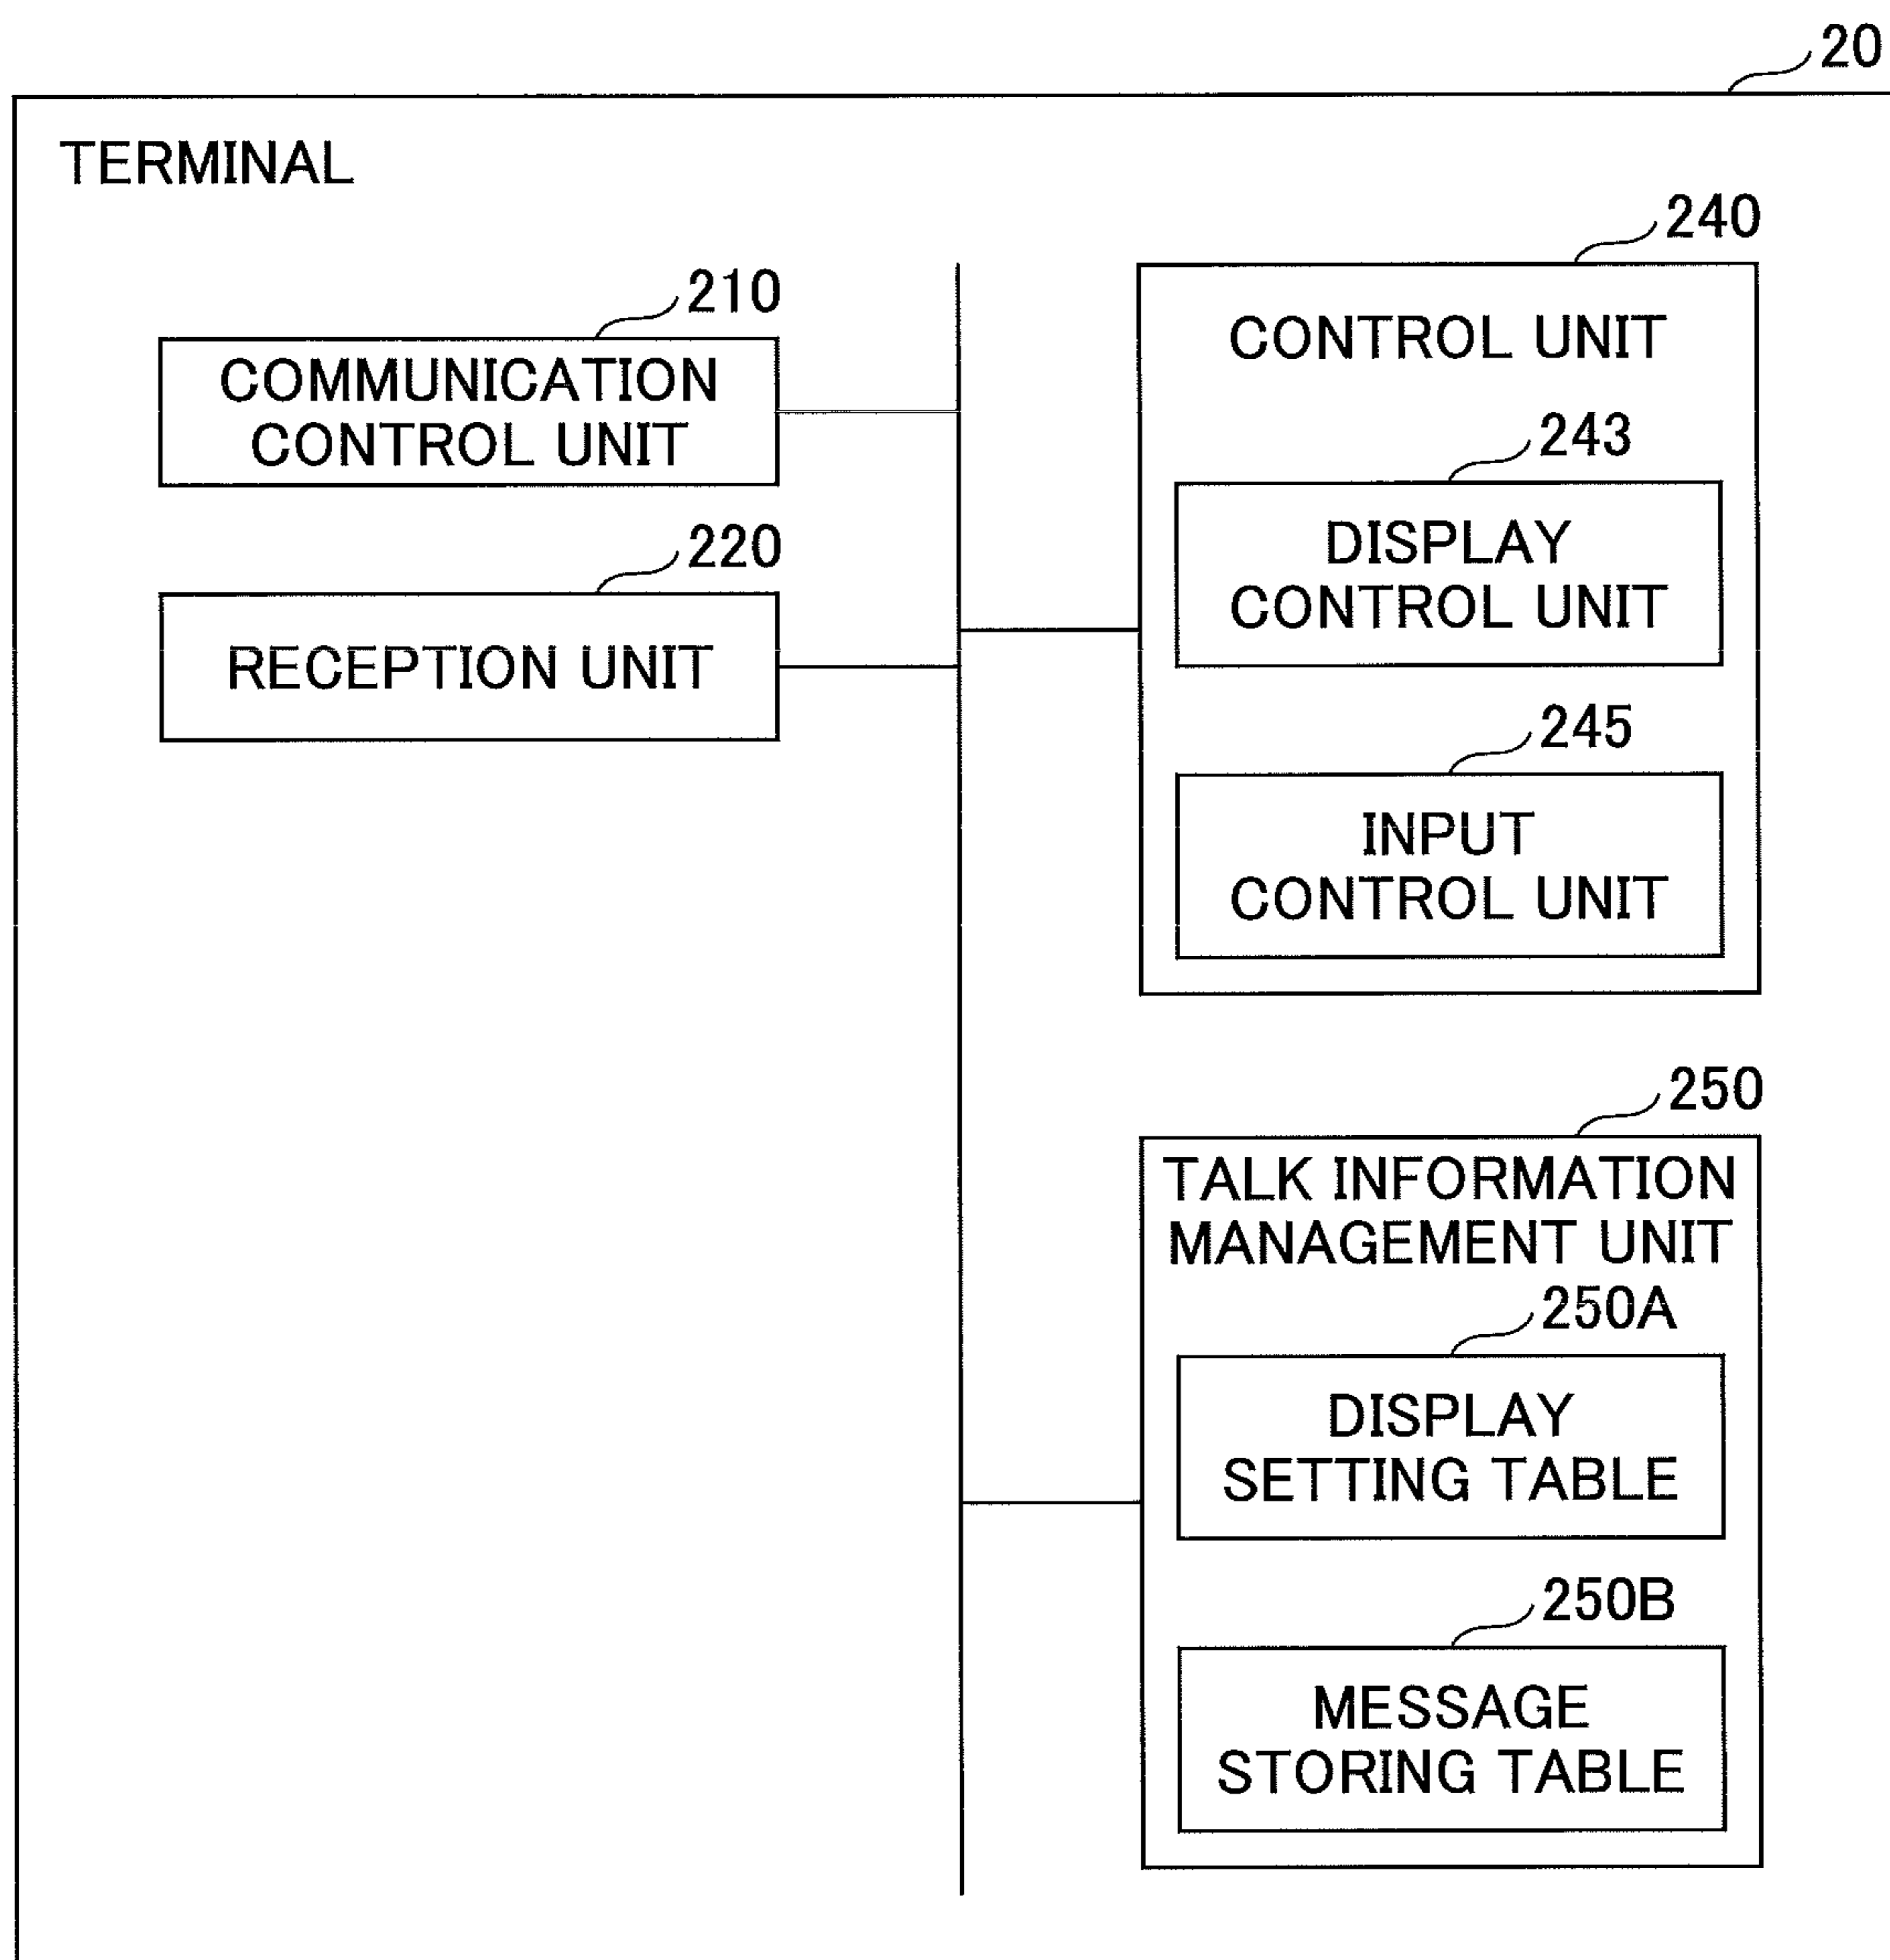 20
TERMINAL
210
COMMUNICATION
CONTROL UNIT
220
RECEPTION UNIT
240
CONTROL UNIT
243
DISPLAY
CONTROL UNIT
245
INPUT
CONTROL UNIT
250
TALK INFORMATION
MANAGEMENT UNIT
250A
DISPLAY
SETTING TABLE
250B
MESSAGE
STORING TABLE